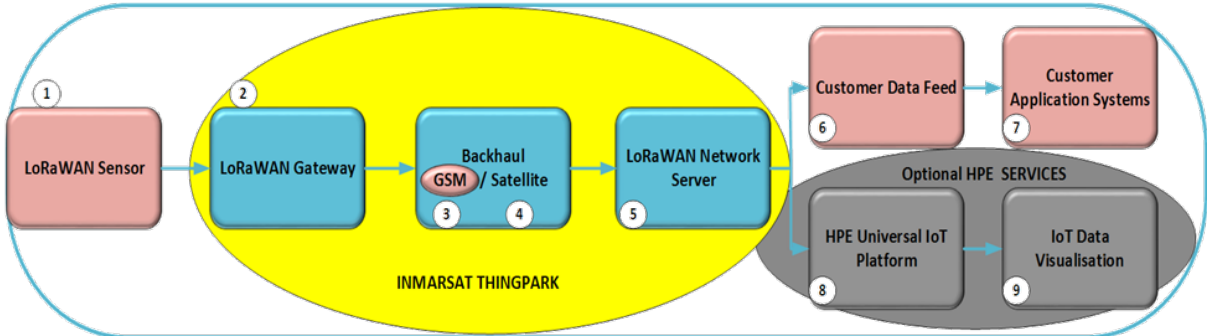 1
2
LoRaWAN Sensor
LoRaWAN Gateway
Backhaul
GSM / Satellite
3
4
LoRaWAN Network
Server
5
INMARSAT THINGPARK
Customer Data Feed
6
Customer
Application Systems
7
Optional HPE SERVICES
HPE Universal IoT
Platform
8
IoT Data
Visualisation
9